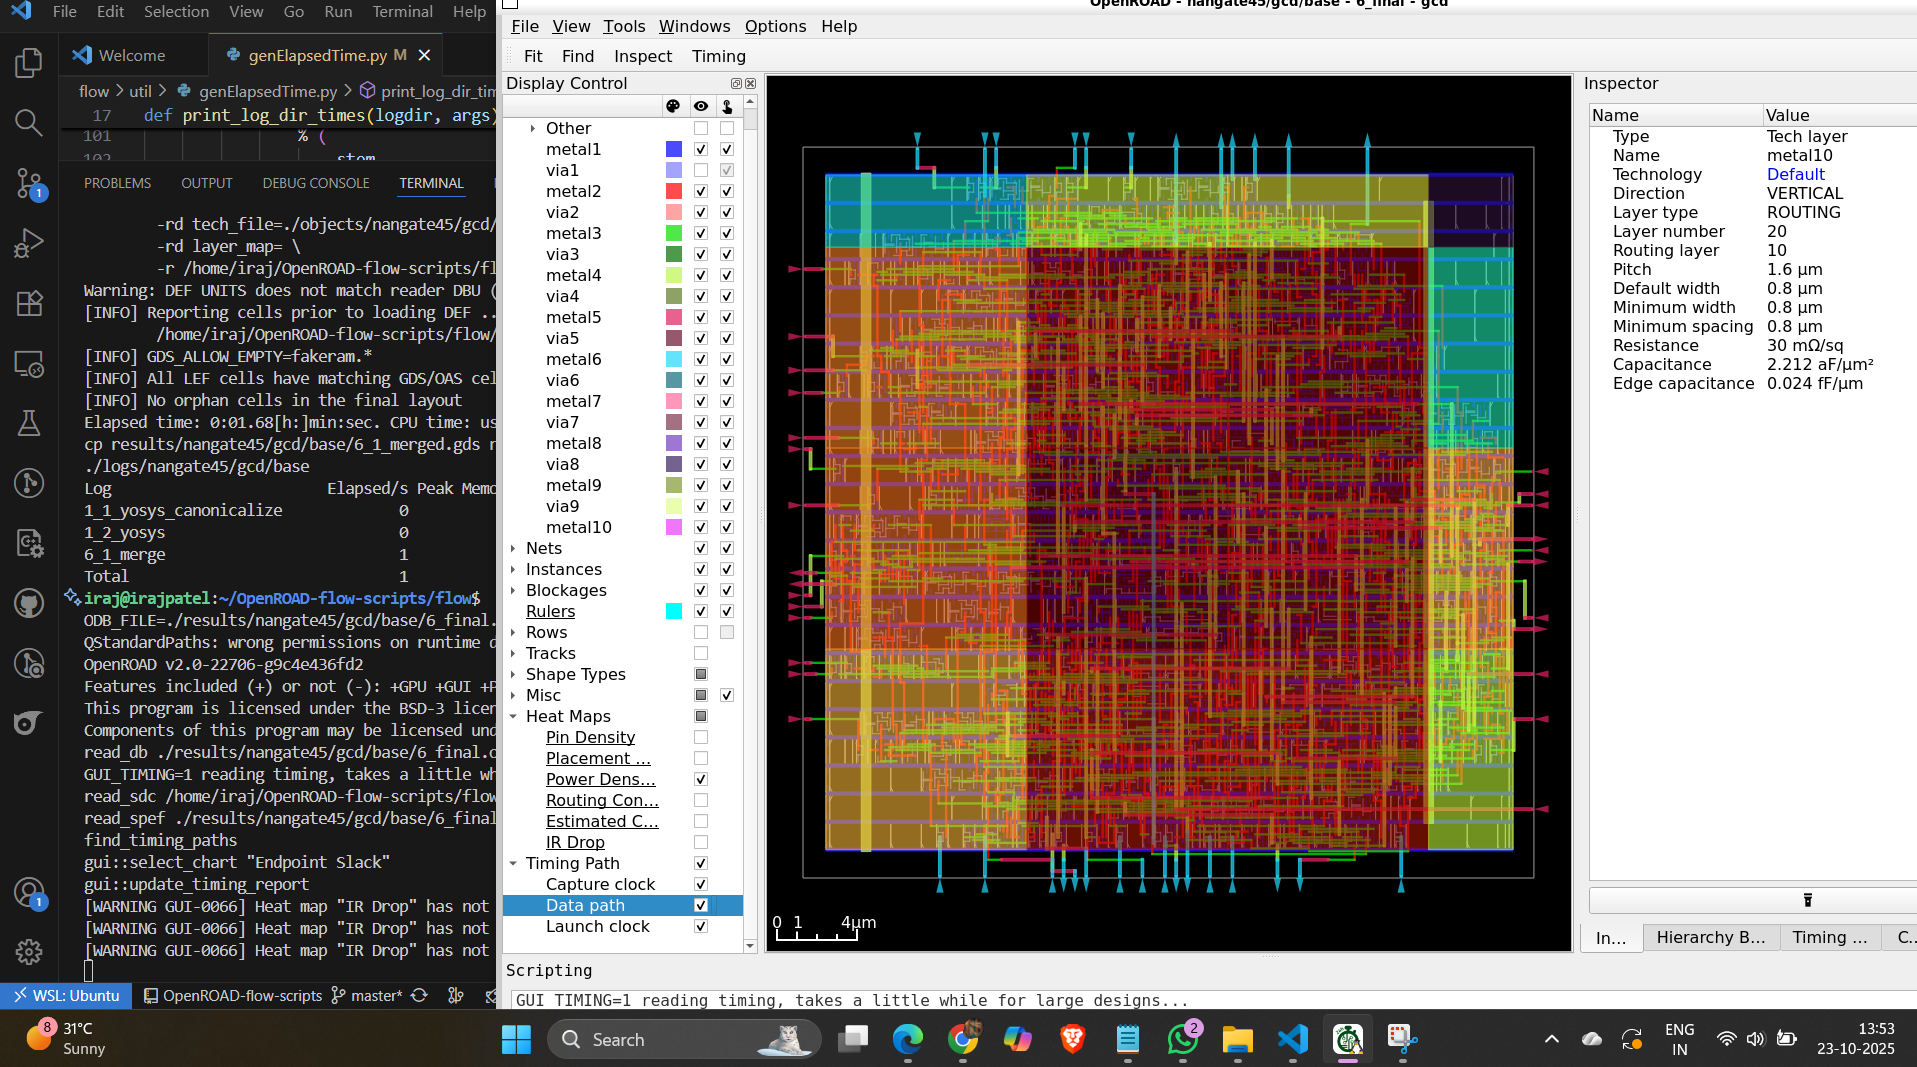 File Edit Selection View Go Run Terminal Help
Welcome
genElapsedTime.py M
flow > util > genElapsedTime.py > print_log_dir_tim
17 def print_log_dir_times(logdir, args)
101 % (
102 stem
PROBLEMS OUTPUT DEBUG CONSOLE TERMINAL
-rd tech_file=./objects/nangate45/gcd/
-rd layer_map= \
-r /home/iraj/OpenROAD-flow-scripts/fl
Warning: DEF UNITS does not match reader DBU (
[INFO] Reporting cells prior to loading DEF ..
/home/iraj/OpenROAD-flow-scripts/flow/
[INFO] GDS_ALLOW_EMPTY=fakeram.*
[INFO] All LEF cells have matching GDS/OAS cel
[INFO] No orphan cells in the final layout
Elapsed time: 0:01.68[h:]min:sec. CPU time: us
cp results/nangate45/gcd/base/6_1_merged.gds r
./logs/nangate45/gcd/base
Log Elapsed/s Peak Memo
1_1_yosys_canonicalize 0
1_2_yosys 0
6_1_merge 1
Total 1
iraj@irajpatel:~/OpenROAD-flow-scripts/flow$
ODB_FILE=./results/nangate45/gcd/base/6_final.
QStandardPaths: wrong permissions on runtime d
OpenROAD v2.0-22706-g9c4e436fd2
Features included (+) or not (-): +GPU +GUI +P
This program is licensed under the BSD-3 licen
Components of this program may be licensed und
read_db ./results/nangate45/gcd/base/6_final.o
GUI_TIMING=1 reading timing, takes a little wh
read_sdc /home/iraj/OpenROAD-flow-scripts/flow
read_spef ./results/nangate45/gcd/base/6_final
find_timing_paths
gui::select_chart "Endpoint Slack"
gui::update_timing_report
[WARNING GUI-0066] Heat map "IR Drop" has not
[WARNING GUI-0066] Heat map "IR Drop" has not
[WARNING GUI-0066] Heat map "IR Drop" has not
1
1
WSL: Ubuntu OpenROAD-flow-scripts master*
OpenROAD - nangate45/gcd/base - 6_final - gcd
File View Tools Windows Options Help
Fit Find Inspect Timing
Display Control
Other
metal1
via1
metal2
via2
metal3
via3
metal4
via4
metal5
via5
metal6
via6
metal7
via7
metal8
via8
metal9
via9
metal10
Nets
Instances
Blockages
Rulers
Rows
Tracks
Shape Types
Misc
Heat Maps
Pin Density
Placement ...
Power Dens...
Routing Con...
Estimated C...
IR Drop
Timing Path
Capture clock
Data path
Launch clock
0 1 4μm
Inspector
Name Value
Type Tech layer
Name metal10
Technology Default
Direction VERTICAL
Layer type ROUTING
Layer number 20
Routing layer 10
Pitch 1.6 μm
Default width 0.8 μm
Minimum width 0.8 μm
Minimum spacing 0.8 μm
Resistance 30 mΩ/sq
Capacitance 2.212 aF/μm²
Edge capacitance 0.024 fF/μm
In... Hierarchy B... Timing ... C...
Scripting
GUI_TIMING=1 reading timing, takes a little while for large designs...
8
31°C
Sunny
Search
2
ENG
IN
13:53
23-10-2025